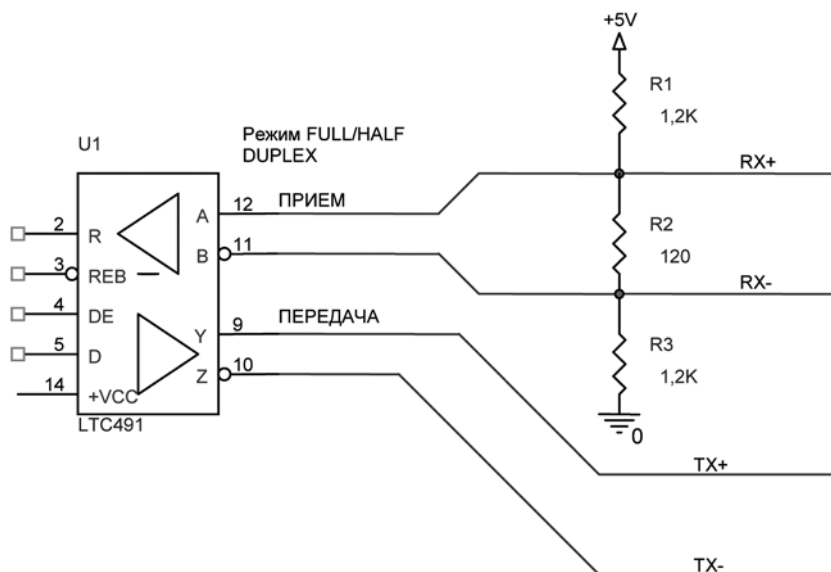 +5V
R1
1,2K
U1
Режим FULL/HALF
DUPLEX
RX+
12
ПРИЕМ
A
2
R
11
R2
B
3
REB
120
RX-
4
DE
9
ПЕРЕДАЧА
Y
5
D
10
R3
Z
1,2K
14
+VCC
LTC491
0
TX+
TX-